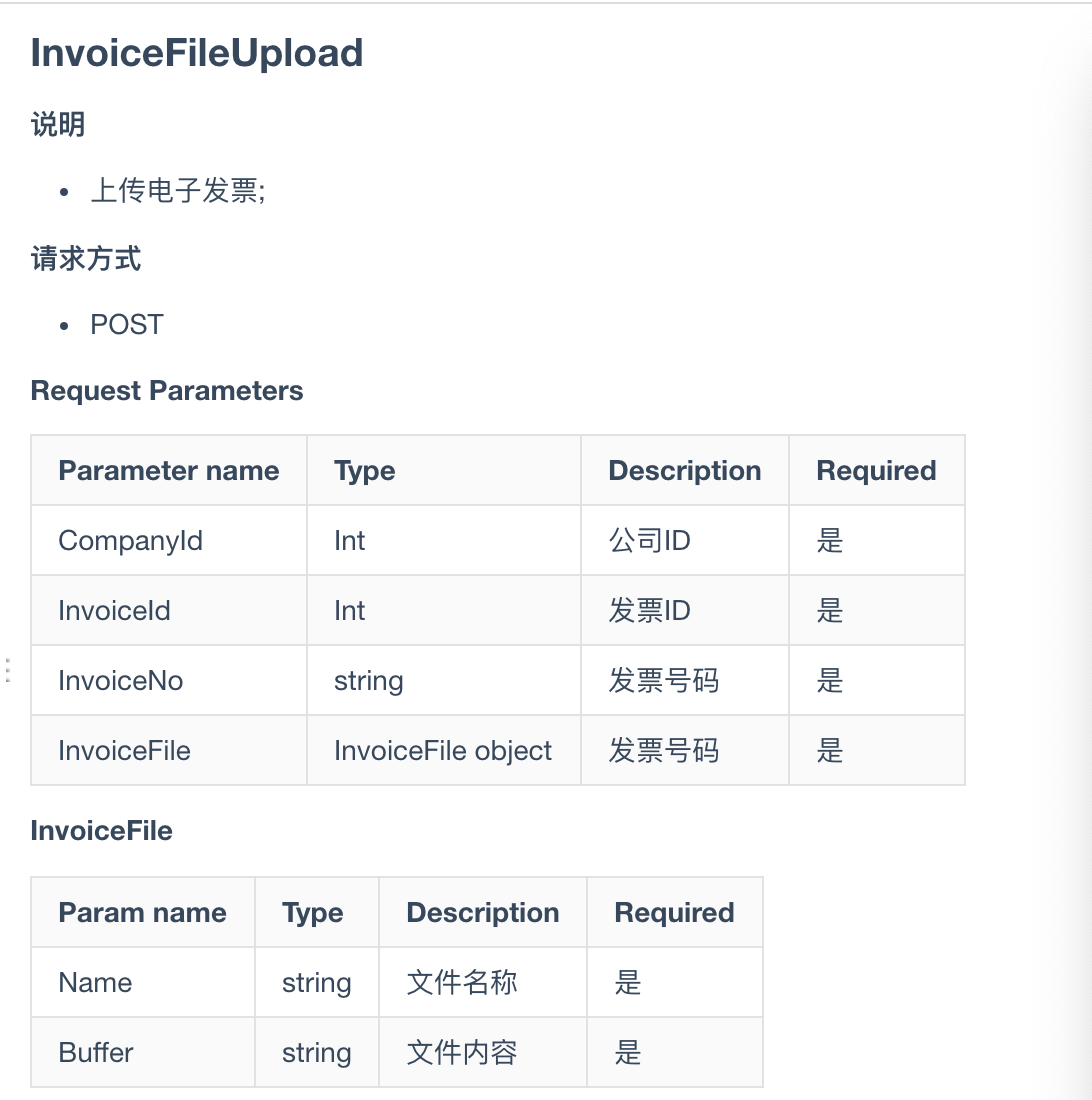 InvoiceFileUpload
说明
• 上传电子发票;
请求方式
• POST
Request Parameters
Parameter name Type Description Required
CompanyId Int 公司ID 是
InvoiceId Int 发票ID 是
InvoiceNo string 发票号码 是
InvoiceFile InvoiceFile object 发票号码 是
InvoiceFile
Param name Type Description Required
Name string 文件名称 是
Buffer string 文件内容 是